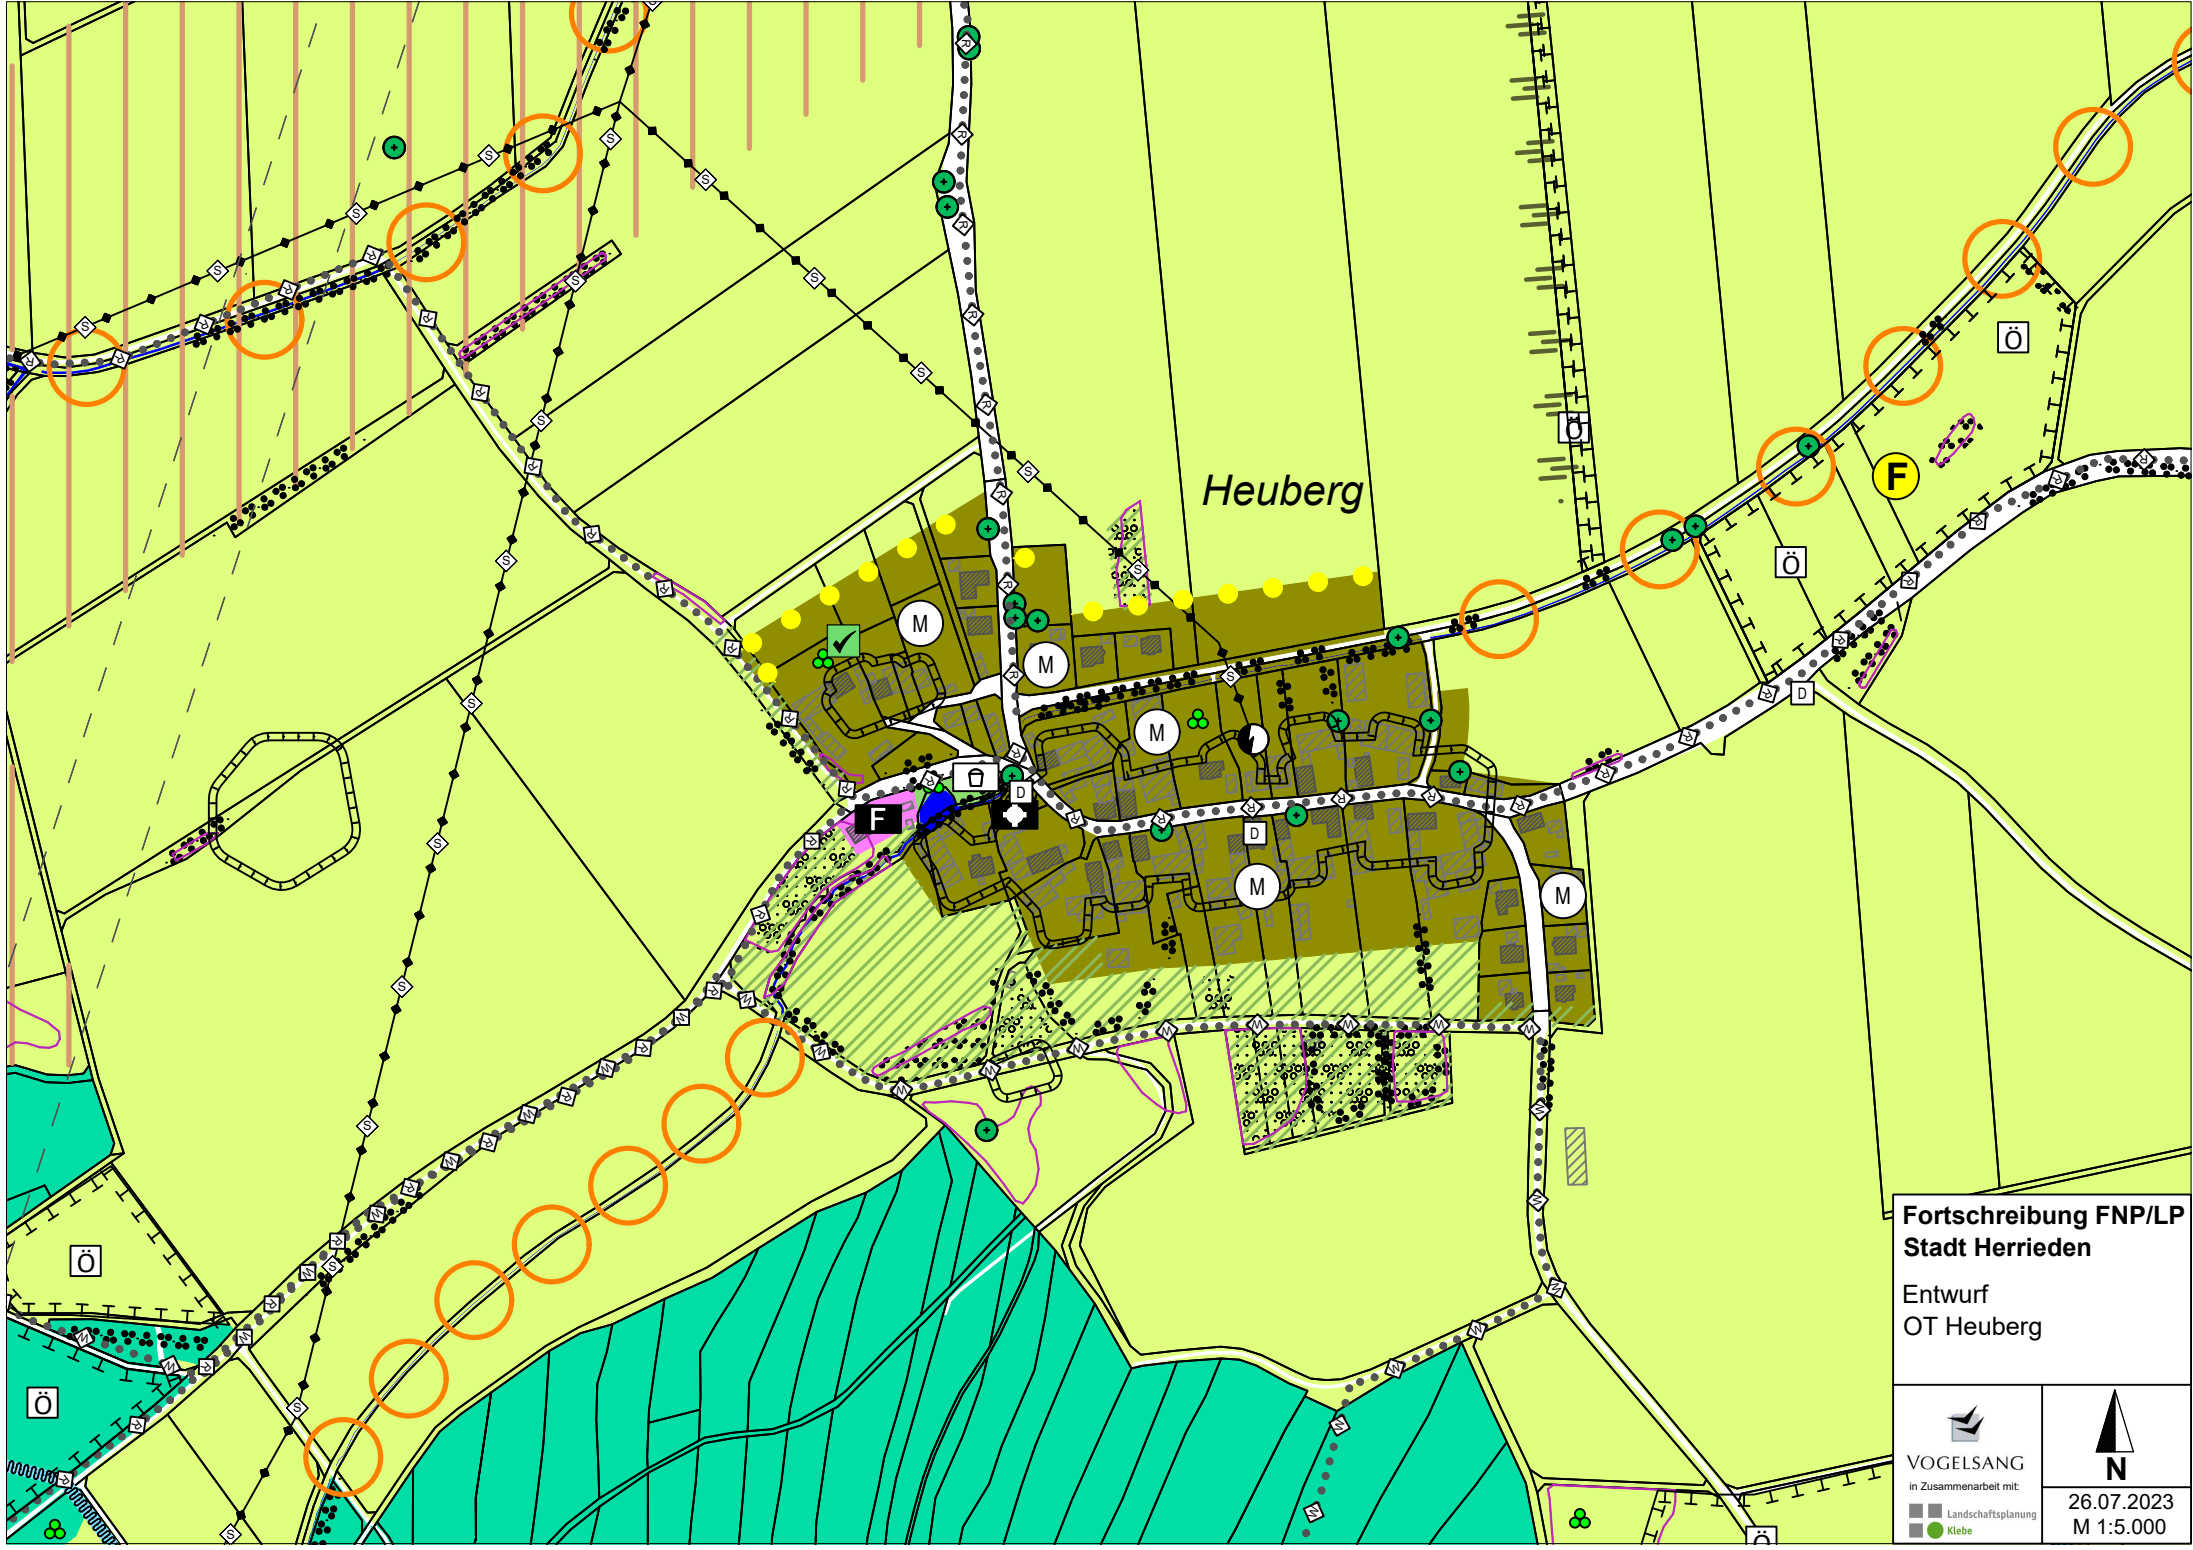 Heuberg
Ö
Ö
F
Ö
M
M
M
D
F
D
D
M
M
Ö
Ö
Ö
Fortschreibung FNP/LP
Stadt Herrieden
Entwurf
OT Heuberg
VOGELSANG
in Zusammenarbeit mit:
Landschaftsplanung
Klebe
N
26.07.2023
M 1:5.000